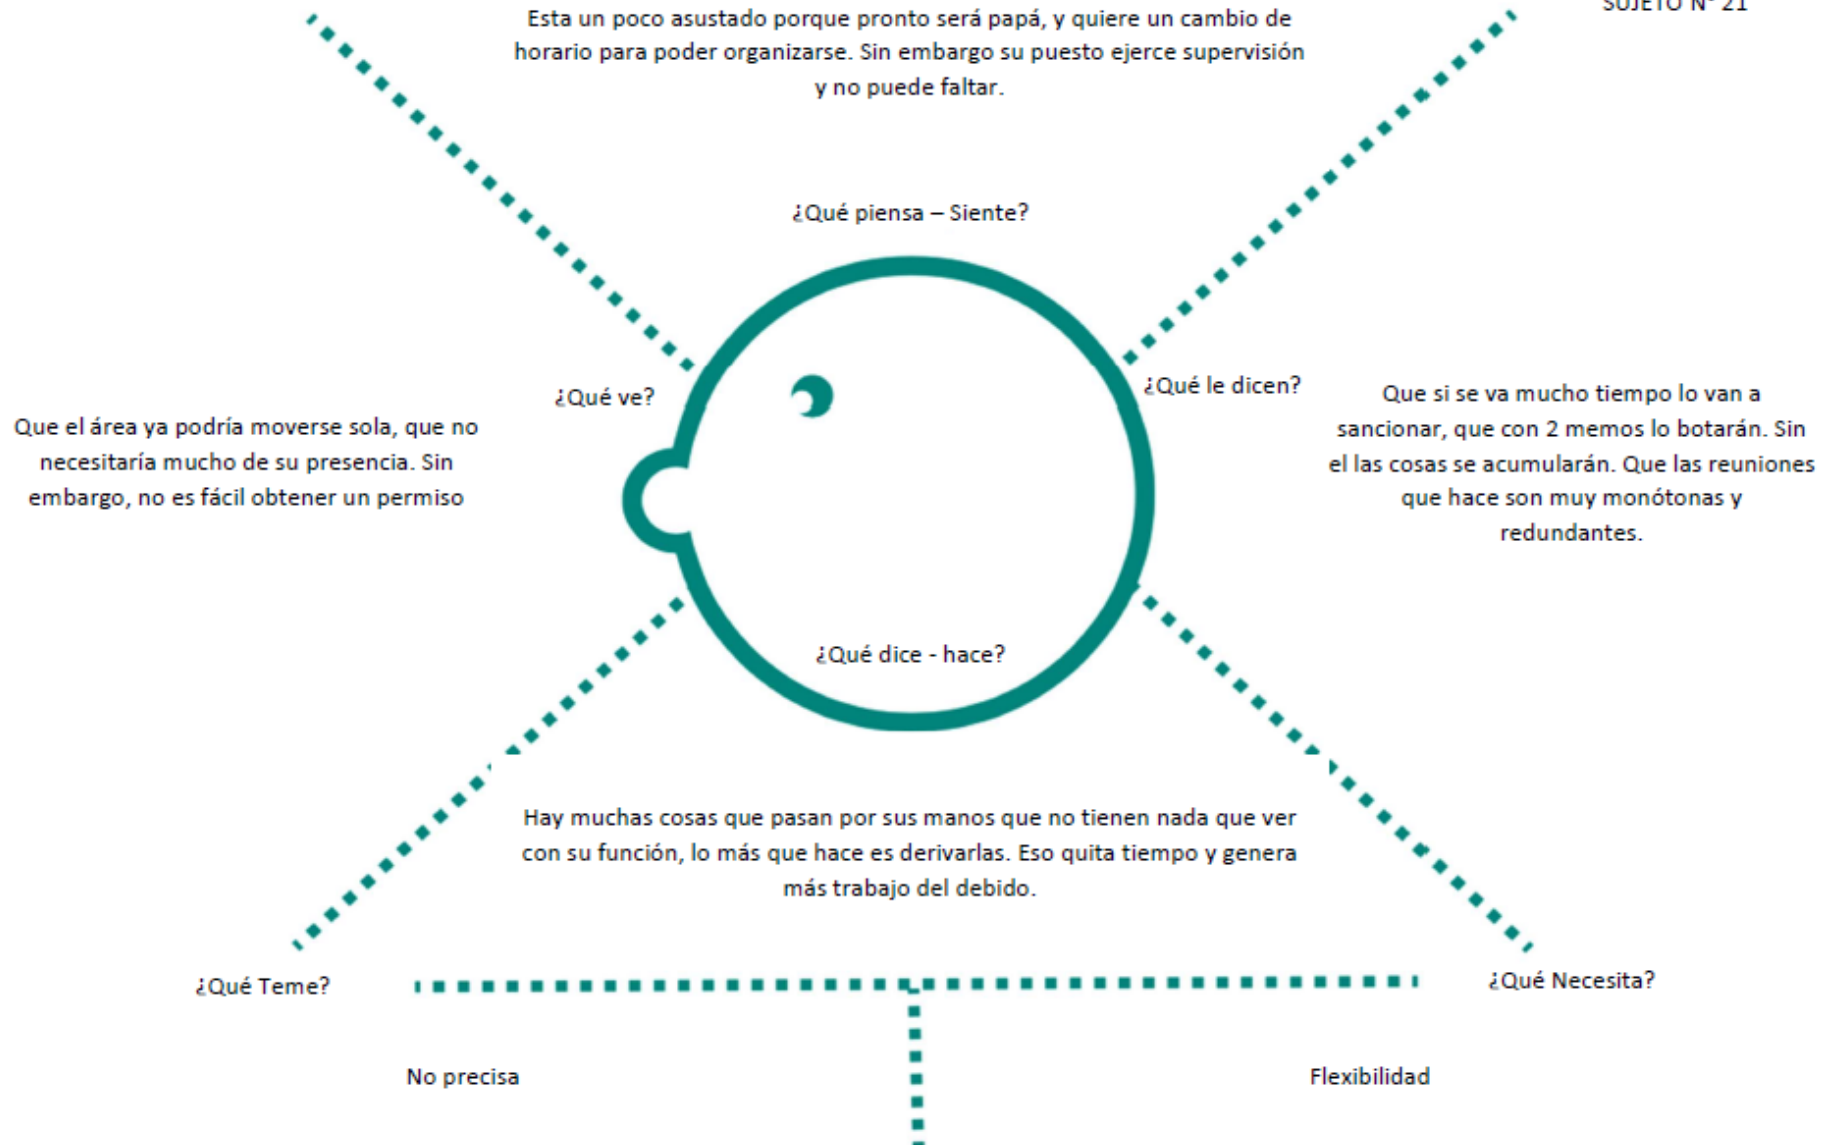 SUJETO N° 21
Esta un poco asustado porque pronto será papá, y quiere un cambio de
horario para poder organizarse. Sin embargo su puesto ejerce supervisión
y no puede faltar.
¿Qué piensa – Siente?
¿Qué ve?
Que el área ya podría moverse sola, que no
necesitaría mucho de su presencia. Sin
embargo, no es fácil obtener un permiso
¿Qué le dicen?
Que si se va mucho tiempo lo van a
sancionar, que con 2 memos lo botarán. Sin
el las cosas se acumularán. Que las reuniones
que hace son muy monótonas y
redundantes.
¿Qué dice - hace?
Hay muchas cosas que pasan por sus manos que no tienen nada que ver
con su función, lo más que hace es derivarlas. Eso quita tiempo y genera
más trabajo del debido.
¿Qué Teme?
¿Qué Necesita?
No precisa
Flexibilidad